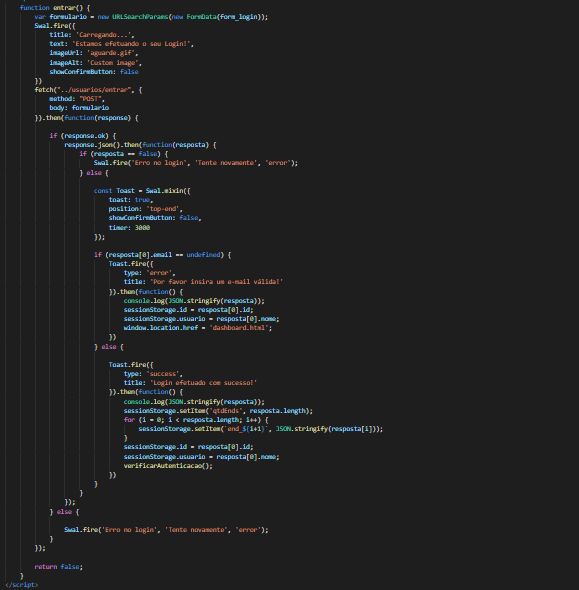 function entrar() {
    var formulario = new URLSearchParams(new FormData(form_login));
    Swal.fire({
        title: 'Carregando...',
        text: 'Estamos efetuando o seu Login!',
        imageUrl: 'aguarde.gif',
        imageAlt: 'Custom image',
        showConfirmButton: false
    })
    fetch("../usuarios/entrar", {
        method: "POST",
        body: formulario
    }).then(function(response) {

        if (response.ok) {
            response.json().then(function(resposta) {
                if (resposta == false) {
                    Swal.fire('Erro no login', 'Tente novamente', 'error');
                } else {

                    const Toast = Swal.mixin({
                        toast: true,
                        position: 'top-end',
                        showConfirmButton: false,
                        timer: 3000
                    });

                    if (resposta[0].email == undefined) {
                        Toast.fire({
                            type: 'error',
                            title: 'Por favor insira um e-mail válida!'
                        }).then(function() {
                            console.log(JSON.stringify(resposta));
                            sessionStorage.id = resposta[0].id;
                            sessionStorage.usuario = resposta[0].nome;
                            window.location.href = 'dashboard.html';
                        })
                    } else {

                        Toast.fire({
                            type: 'success',
                            title: 'Login efetuado com sucesso!'
                        }).then(function() {
                            console.log(JSON.stringify(resposta));
                            sessionStorage.setItem('qtdEnds', resposta.length);
                            for (i = 0; i < resposta.length; i++) {
                                sessionStorage.setItem(`end_${i+1}`, JSON.stringify(resposta[i]));
                            }
                            sessionStorage.id = resposta[0].id;
                            sessionStorage.usuario = resposta[0].nome;
                            verificarAutenticacao();
                        })
                    }
                }
            });
        } else {

            Swal.fire('Erro no login', 'Tente novamente', 'error');
        }
    });

    return false;
}
</script>